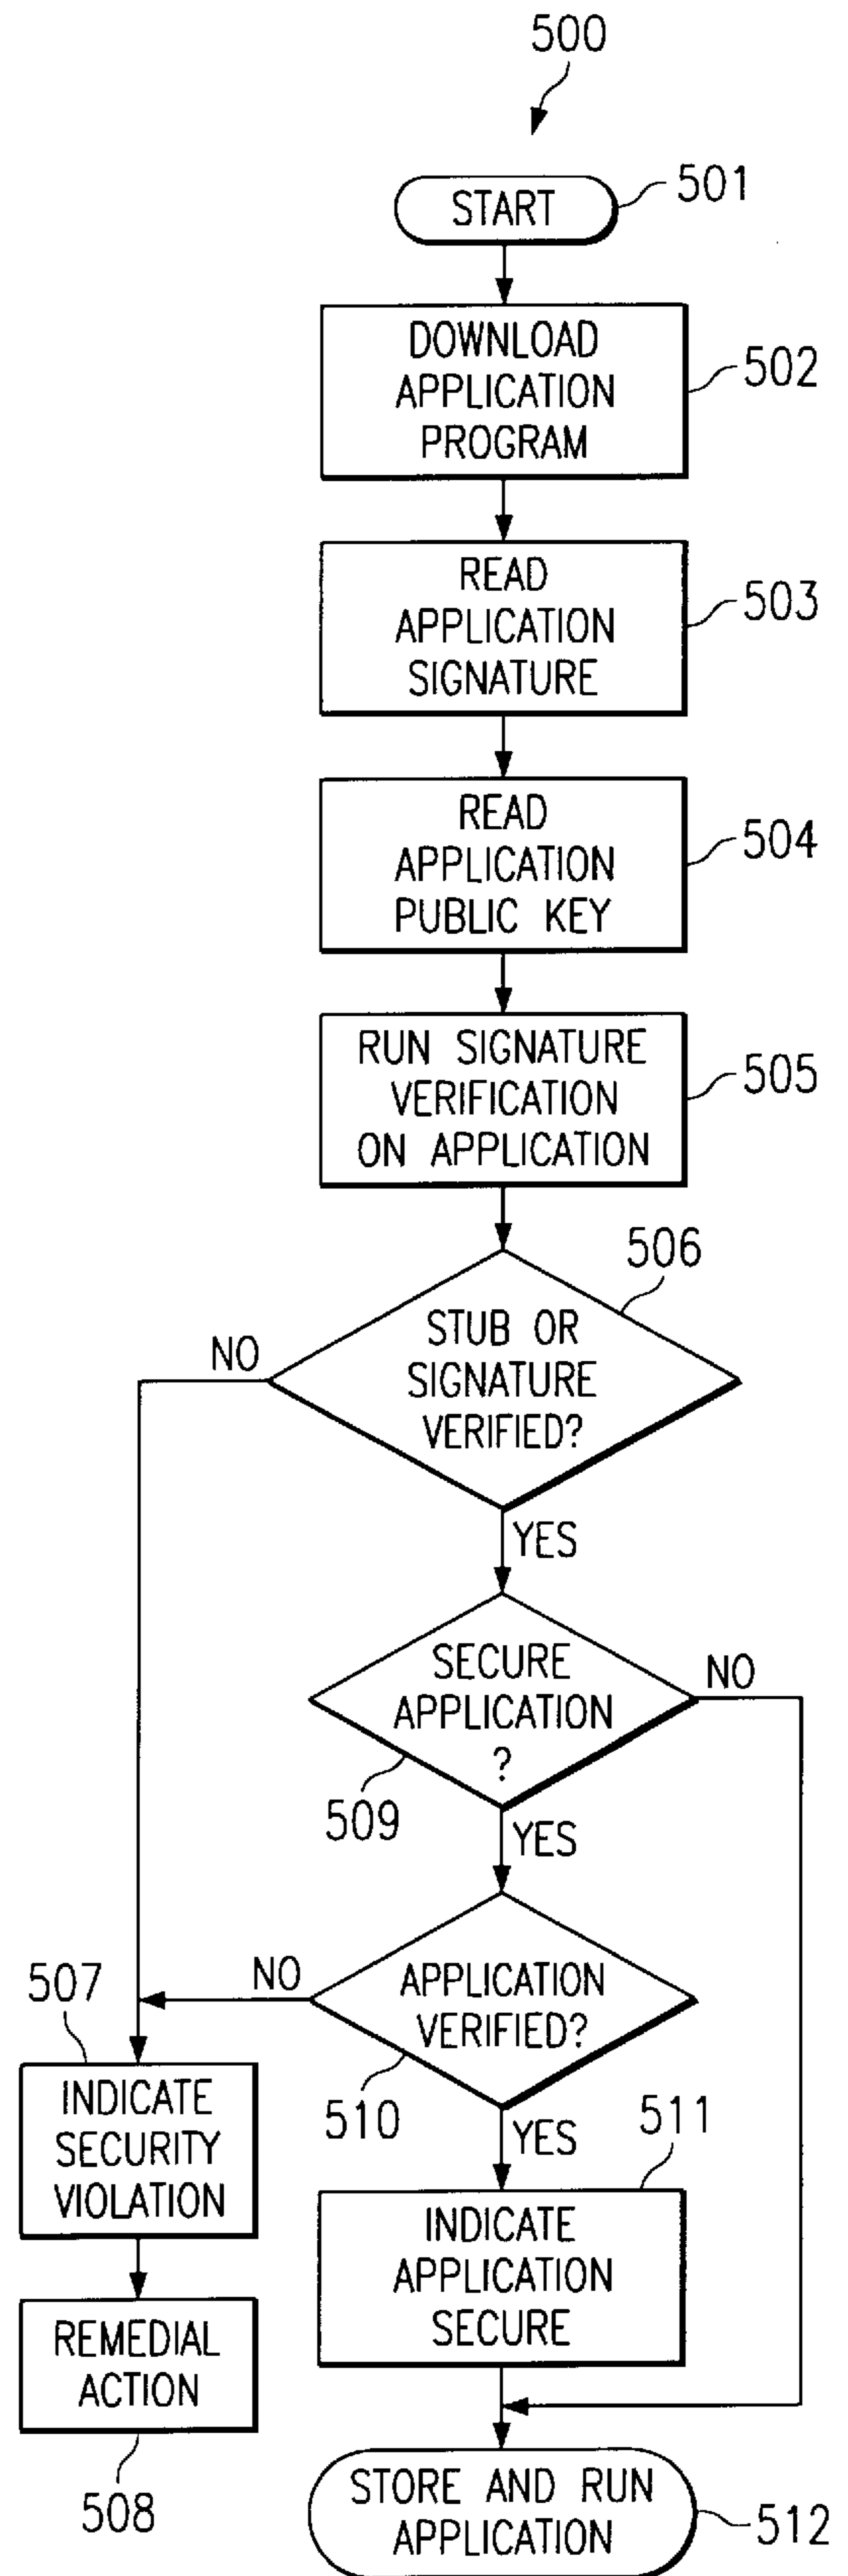 500
START
501
DOWNLOAD
APPLICATION
PROGRAM
502
READ
APPLICATION
SIGNATURE
503
READ
APPLICATION
PUBLIC KEY
504
RUN SIGNATURE
VERIFICATION
ON APPLICATION
505
506
STUB OR
SIGNATURE
VERIFIED?
NO
YES
SECURE
APPLICATION
?
NO
509
YES
APPLICATION
VERIFIED?
NO
510
YES
507
INDICATE
SECURITY
VIOLATION
511
INDICATE
APPLICATION
SECURE
REMEDIAL
ACTION
508
STORE AND RUN
APPLICATION
512